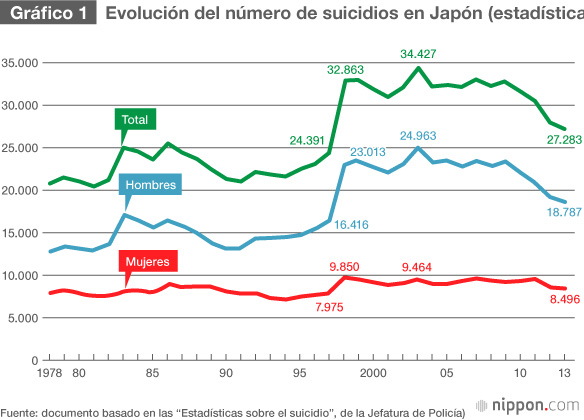 Gráfico 1 Evolución del número de suicidios en Japón (estadística
35.000
30.000
25.000
20.000
15.000
10.000
5.000
0
Total
Hombres
Mujeres
24.391
32.863
34.427
27.283
16.416
23.013
24.963
18.787
7.975
9.850
9.464
8.496
1978 80 85 90 95 2000 05 10 13
Fuente: documento basado en las “Estadísticas sobre el suicidio”, de la Jefatura de Policía)
nippon.com